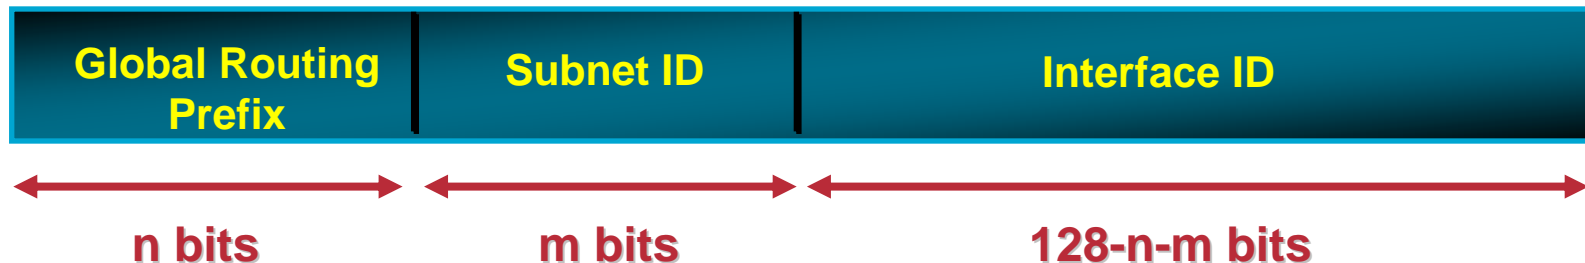 Global Routing
Prefix
Subnet ID
Interface ID
n bits
m bits
128-n-m bits